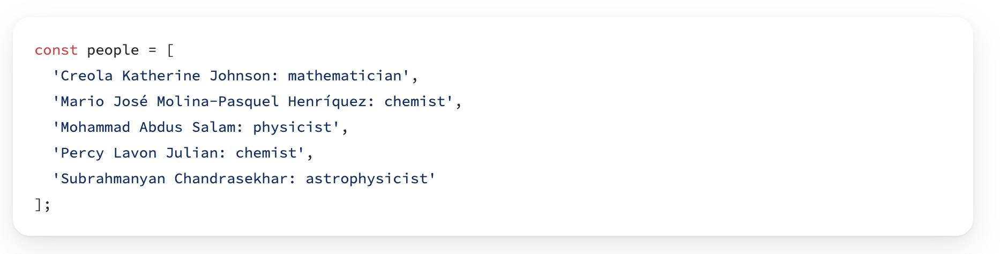 const people = [
  'Creola Katherine Johnson: mathematician',
  'Mario José Molina-Pasquel Henríquez: chemist',
  'Mohammad Abdus Salam: physicist',
  'Percy Lavon Julian: chemist',
  'Subrahmanyan Chandrasekhar: astrophysicist'
];